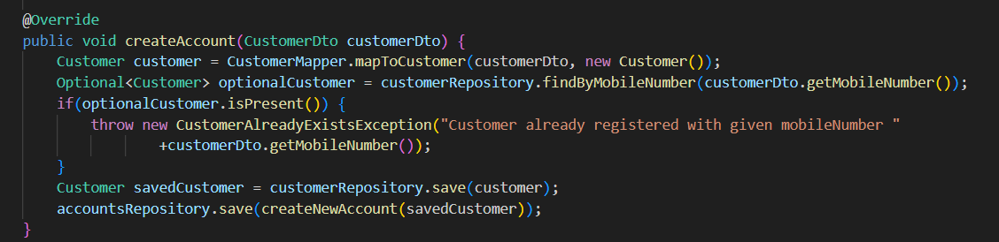 @Override
public void createAccount(CustomerDto customerDto) {
Customer customer = CustomerMapper.mapToCustomer(customerDto, new Customer());
Optional<Customer> optionalCustomer = customerRepository.findByMobileNumber(customerDto.getMobileNumber());
if(optionalCustomer.isPresent()) {
throw new CustomerAlreadyExistsException("Customer already registered with given mobileNumber "
+customerDto.getMobileNumber());
}
Customer savedCustomer = customerRepository.save(customer);
accountsRepository.save(createNewAccount(savedCustomer));
}